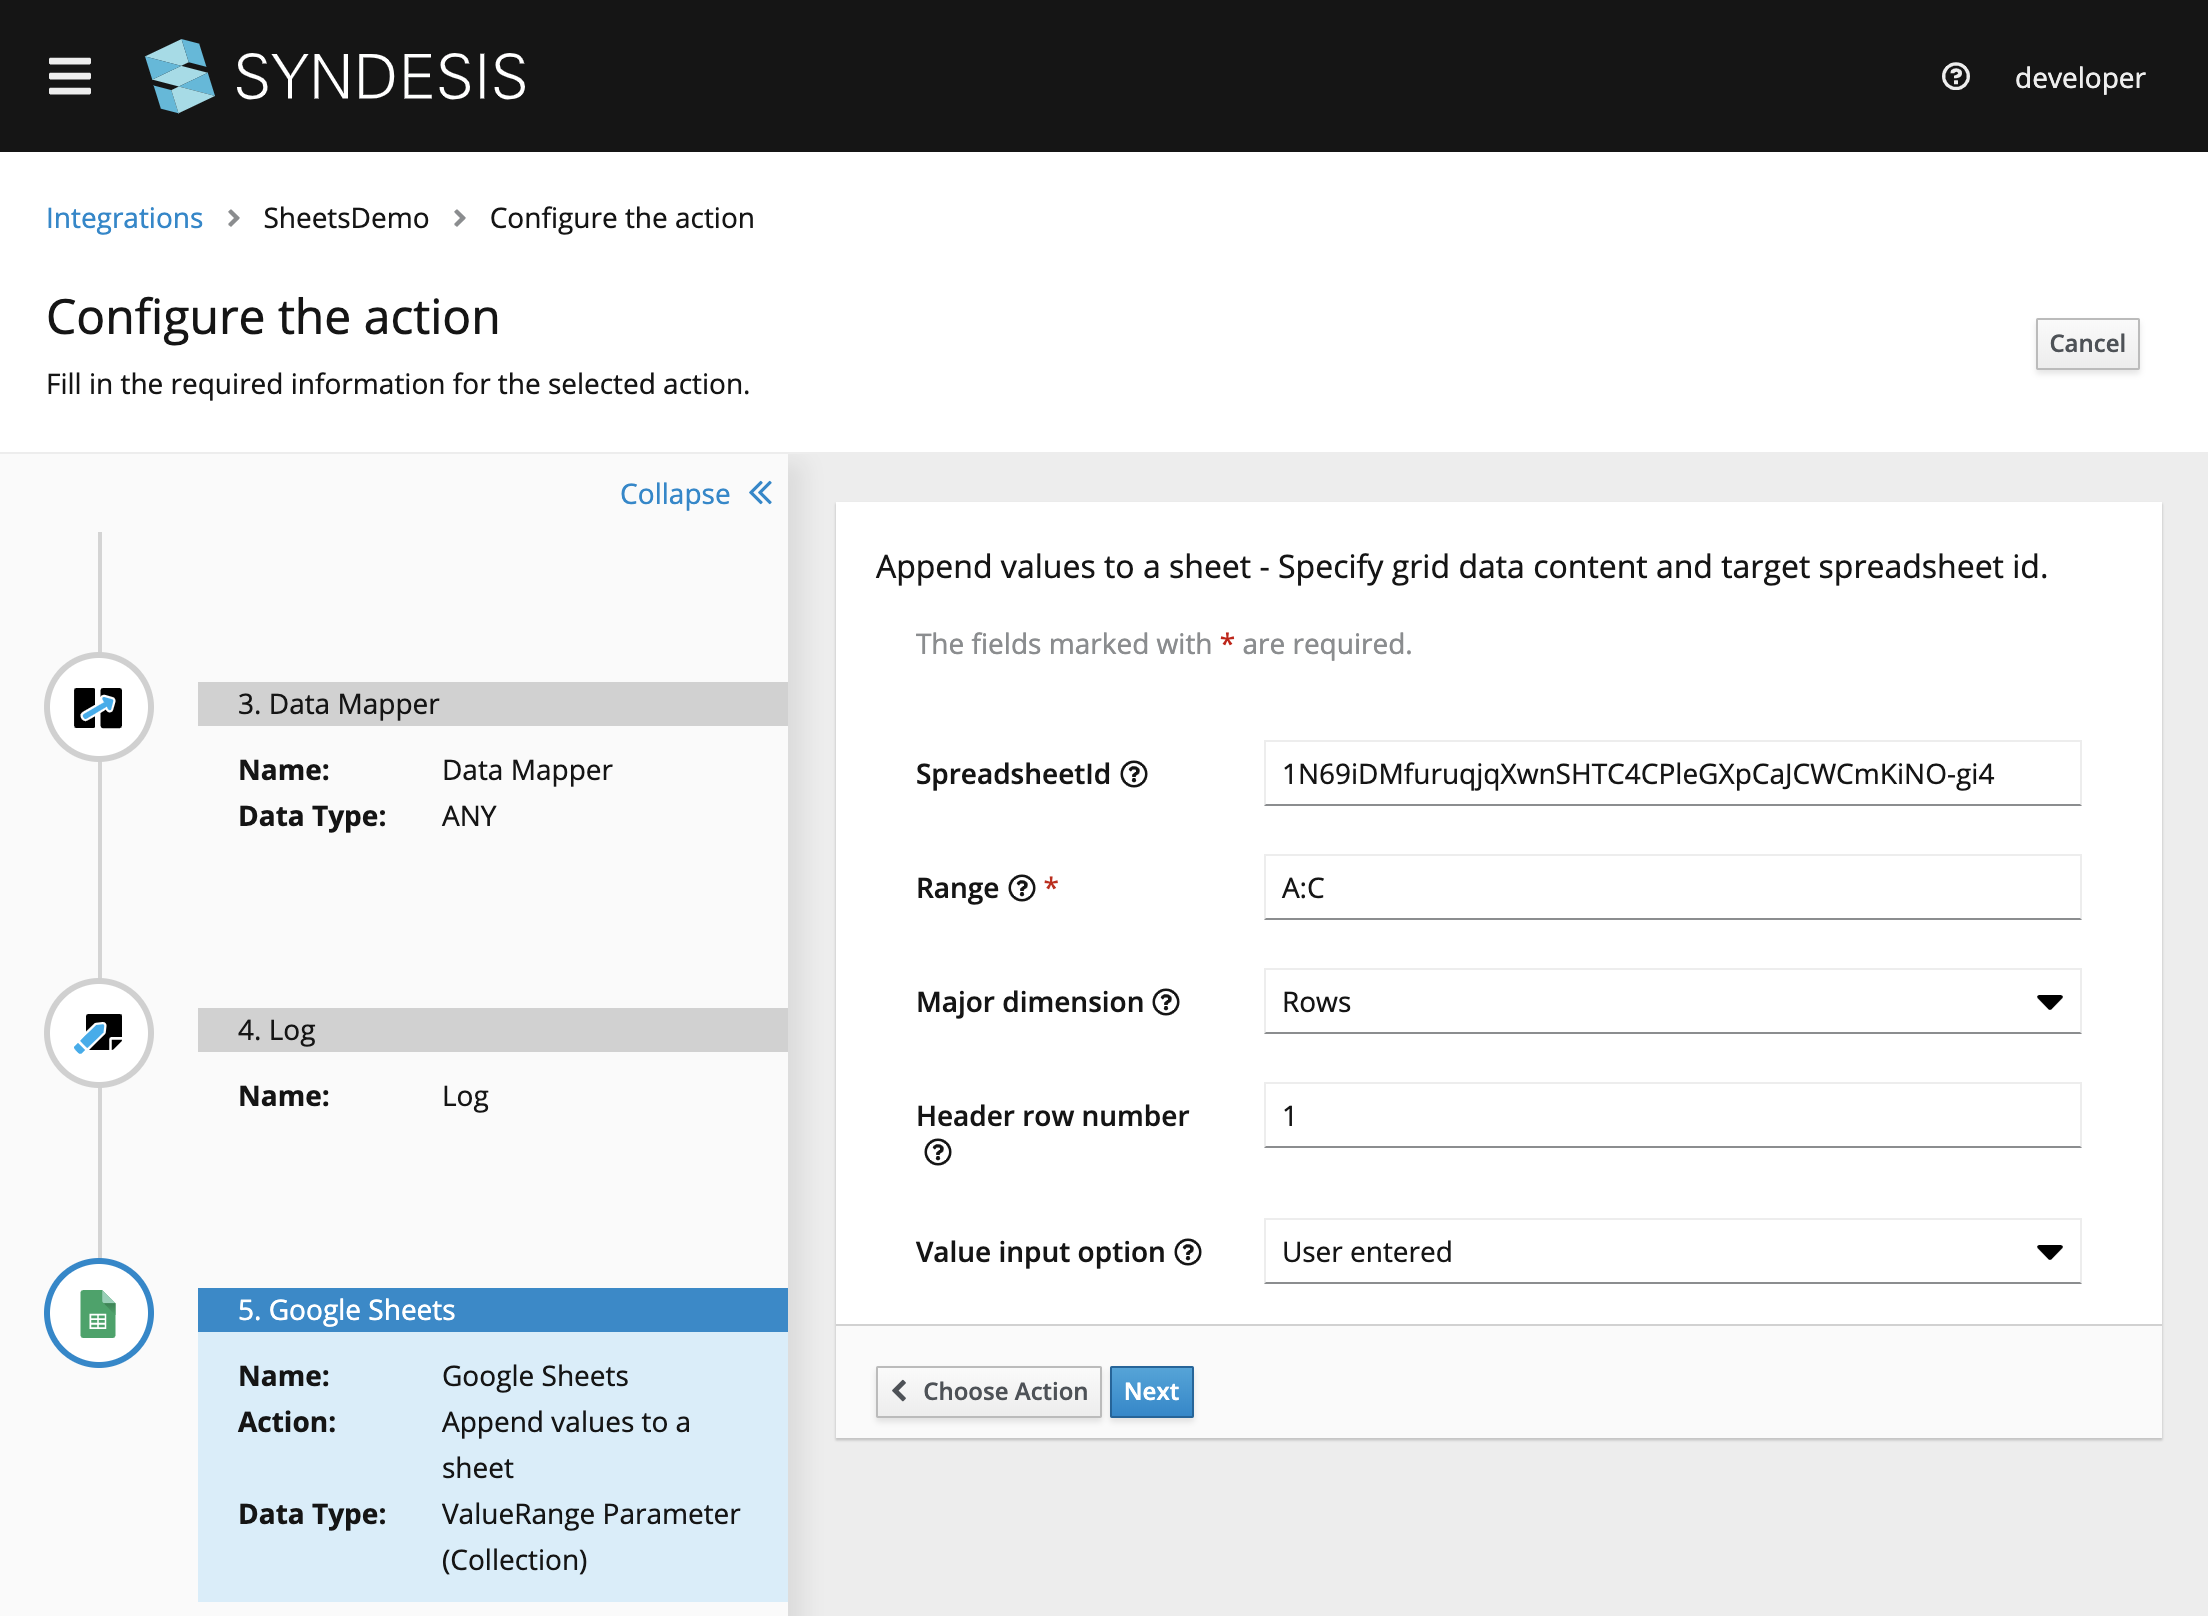 SYNDESIS
developer
Integrations > SheetsDemo > Configure the action
Configure the action
Cancel
Fill in the required information for the selected action.
Collapse
3. Data Mapper
Name: Data Mapper
Data Type: ANY
4. Log
Name: Log
5. Google Sheets
Name: Google Sheets
Action: Append values to a
sheet
Data Type: ValueRange Parameter
(Collection)
Append values to a sheet - Specify grid data content and target spreadsheet id.
The fields marked with * are required.
SpreadsheetId 1N69iDMfuruqjqXwnSHTC4CPleGXpCaJCWCmKiNO-gi4
Range * A:C
Major dimension Rows
Header row number 1
Value input option User entered
Choose Action Next